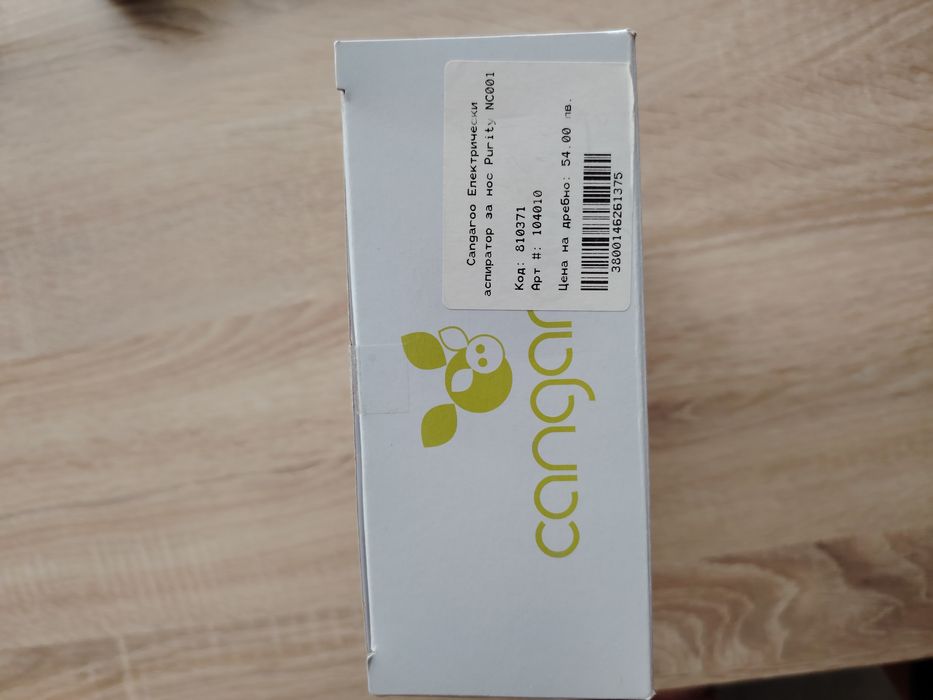 Cangaroo Електрически
аспиратор за нос Purity NC001
Код: 810371
Арт #: 104010
Цена на дребно: 54.00 лв.
3800146261375
cangar